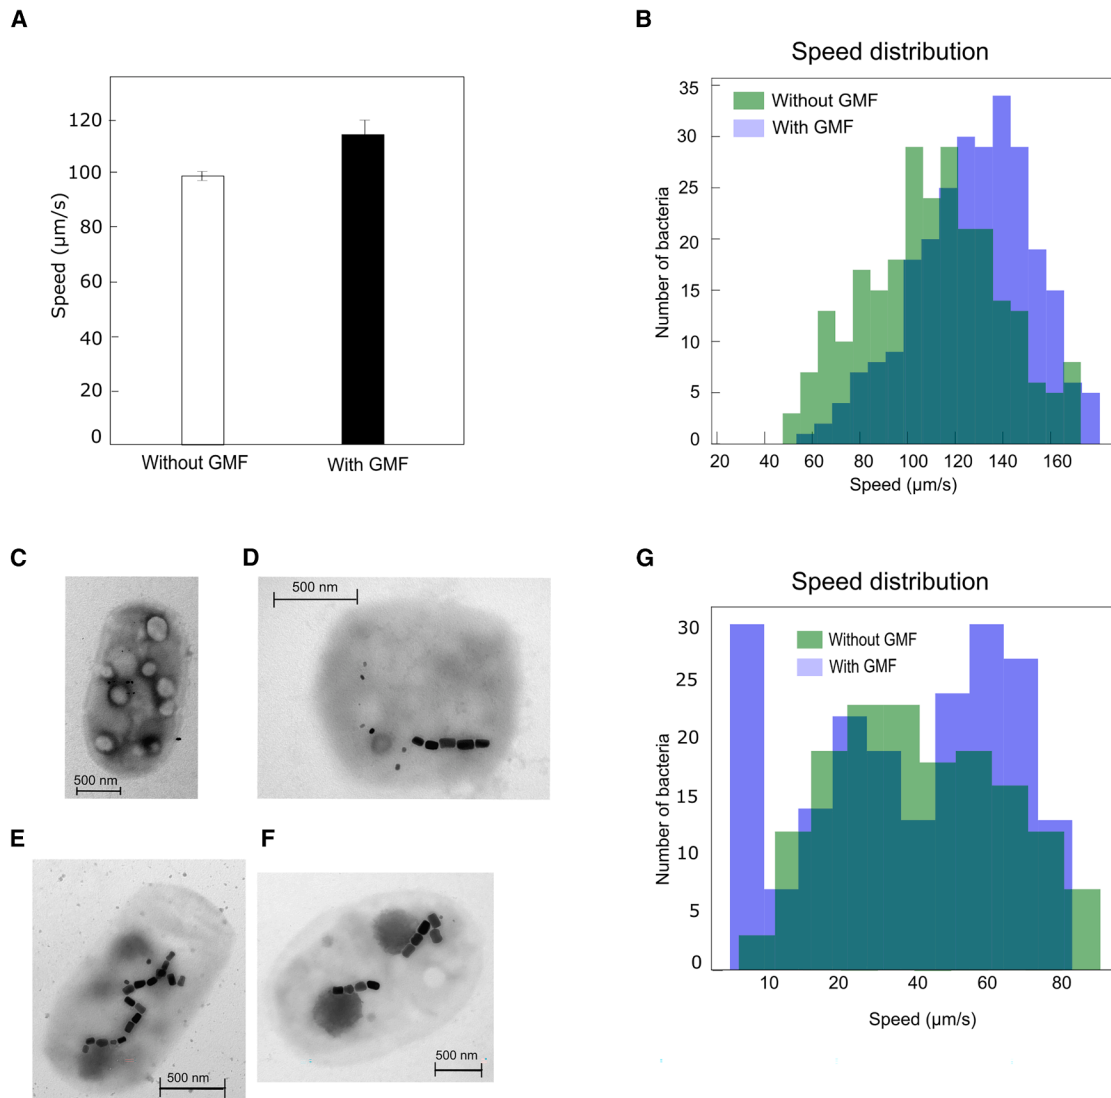 A
120
100
80
60
40
20
0
Speed (µm/s)
Without GMF
With GMF
B
Speed distribution
Without GMF
With GMF
35
30
25
20
15
10
5
0
Number of bacteria
20 40 60 80 100 120 140 160
Speed (µm/s)
C
500 nm
D
500 nm
E
500 nm
F
500 nm
G
Speed distribution
Without GMF
With GMF
30
25
20
15
10
5
0
Number of bacteria
10 20 40 60 80
Speed (µm/s)